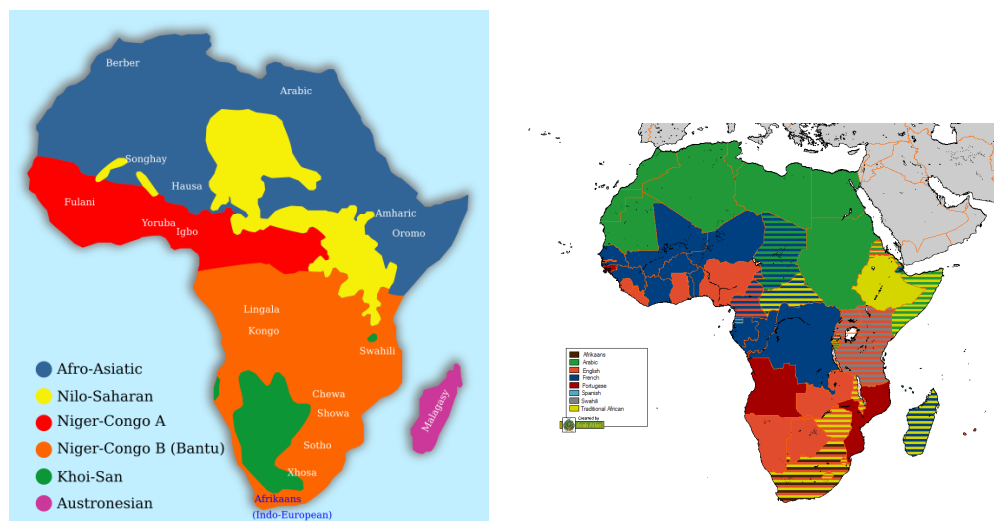 Berber
Arabic
Songhay
Hausa
Fulani
Amharic
Yoruba
Igbo
Oromo
Lingala
Kongo
Swahili
Chewa
Showa
Malagasy
Sotho
Xhosa
Afrikaans
(Indo-European)
Afro-Asiatic
Nilo-Saharan
Niger-Congo A
Niger-Congo B (Bantu)
Khoi-San
Austronesian
Afrikaans
Arabic
English
French
Portugese
Spanish
Swahili
Traditional African
Created by